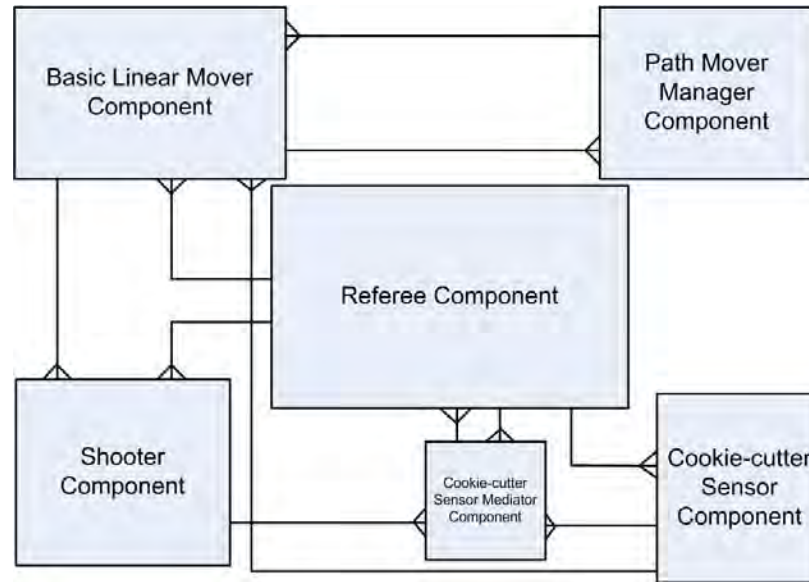 Basic Linear Mover
Component
Path Mover
Manager
Component
Referee Component
Shooter
Component
Cookie-cutter
Sensor Mediator
Component
Cookie-cutter
Sensor
Component